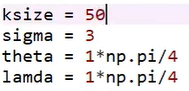 ksize = 50
sigma = 3
theta = 1*np.pi/4
lamda = 1*np.pi/4